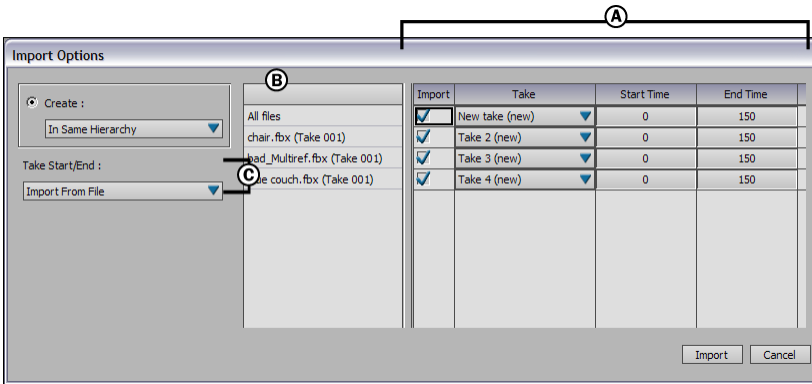 A
Import Options
B
Create :
In Same Hierarchy
Take Start/End :
Import From File
C
All files
chair.fbx (Take 001)
bad_Multiref.fbx (Take 001)
couch.fbx (Take 001)
Import Take Start Time End Time
New take (new) 0 150
Take 2 (new) 0 150
Take 3 (new) 0 150
Take 4 (new) 0 150
Import Cancel